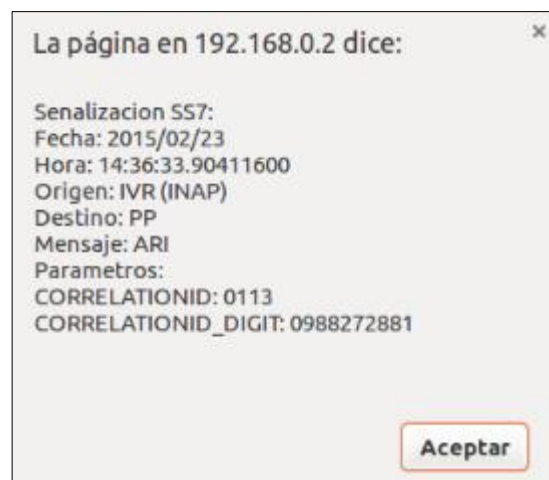 La página en 192.168.0.2 dice:
Senalizacion SS7:
Fecha: 2015/02/23
Hora: 14:36:33.90411600
Origen: IVR (INAP)
Destino: PP
Mensaje: ARI
Parametros:
CORRELATIONID: 0113
CORRELATIONID_DIGIT: 0988272881
Aceptar